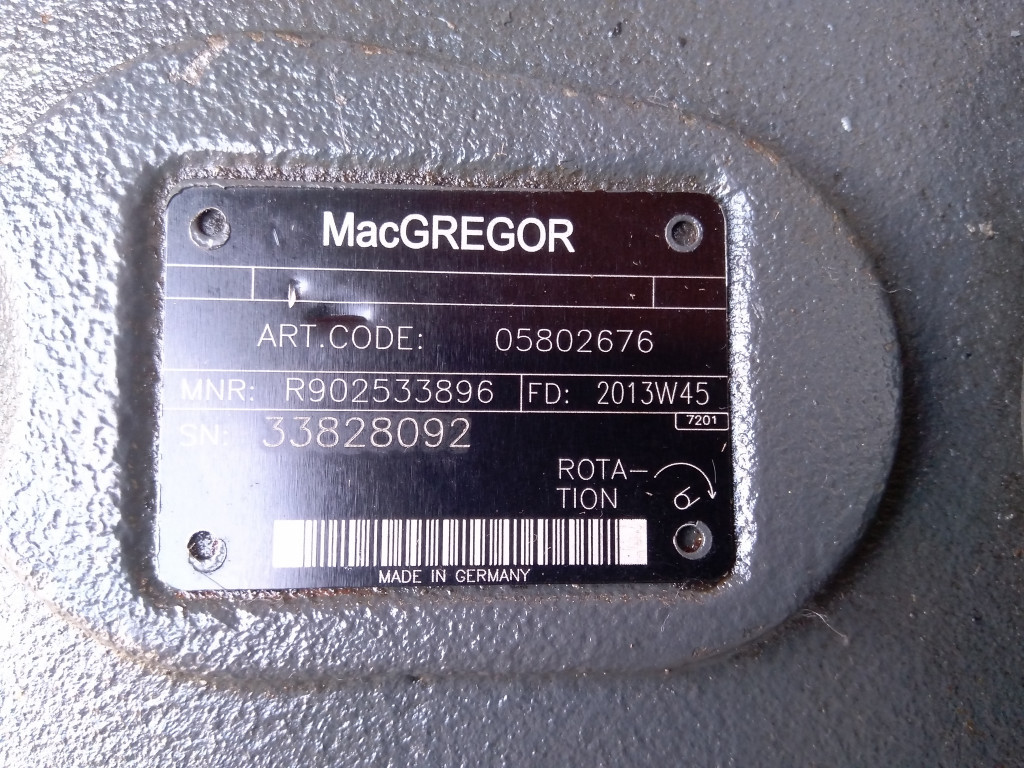 MacGREGOR
ART.CODE: 05802676
MNR: R902533896 FD: 2013W45
7201
SN: 33828092
ROTA-
TION
MADE IN GERMANY